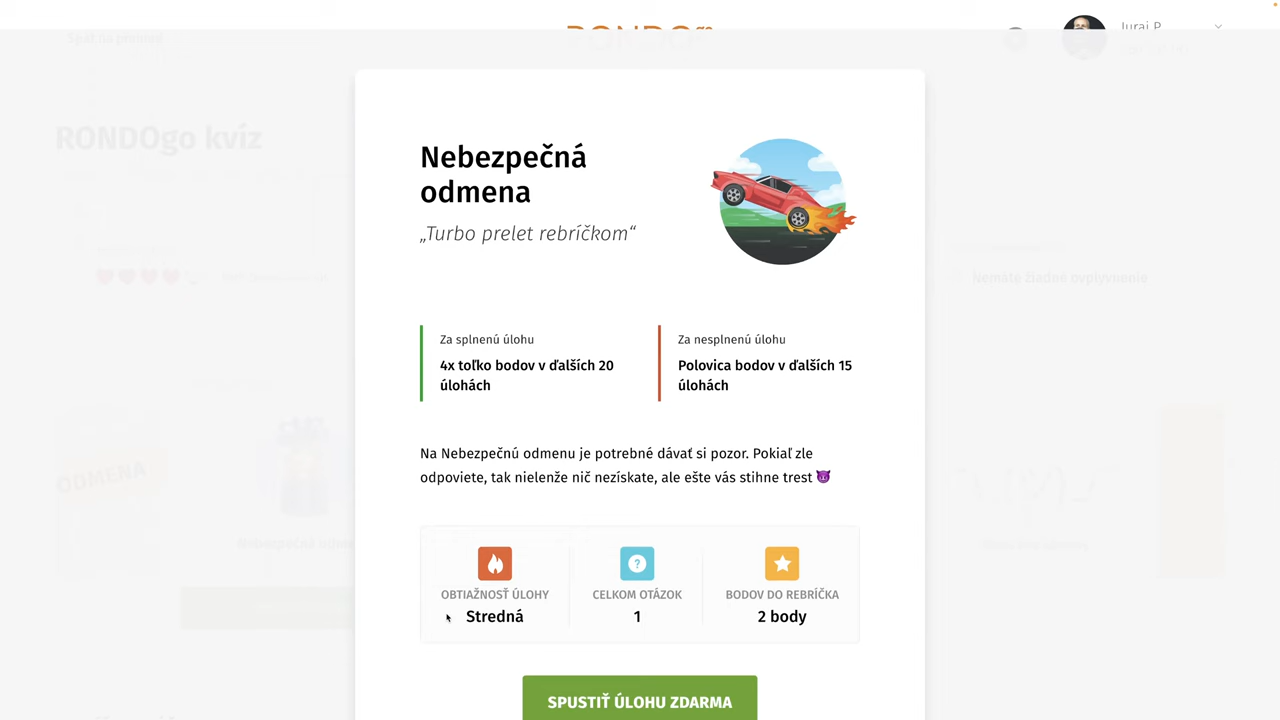 RONDOgo
Juraj P.
RONDOgo kvíz
Nemáte žiadne ovplyvnenie
ODMENA
Nebezpečná
odmena
„Turbo prelet rebríčkom“
Za splnenú úlohu
4x toľko bodov v ďalších 20
úlohách
Za nesplnenú úlohu
Polovica bodov v ďalších 15
úlohách
Na Nebezpečnú odmenu je potrebné dávať si pozor. Pokiaľ zle
odpoviete, tak nielenže nič nezískate, ale ešte vás stihne trest 😈
OBTIAŽNOSŤ ÚLOHY
Stredná
CELKOM OTÁZOK
1
BODOV DO REBRÍČKA
2 body
SPUSTIŤ ÚLOHU ZDARMA